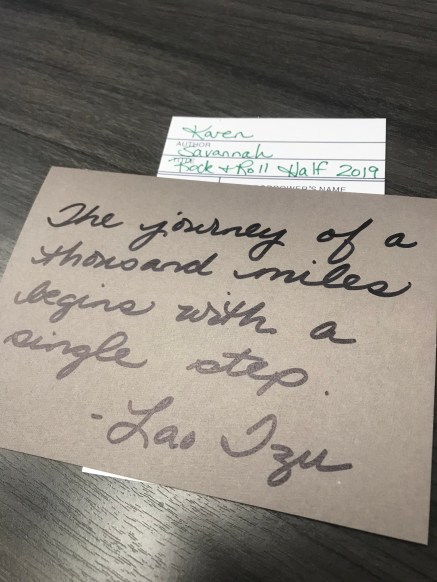 Karen
AUTHOR
Savannah
TITLE
Rock + Roll Half 2019
BORROWER'S NAME
The journey of a
thousand miles
begins with a
single step.
- Lao Tzu